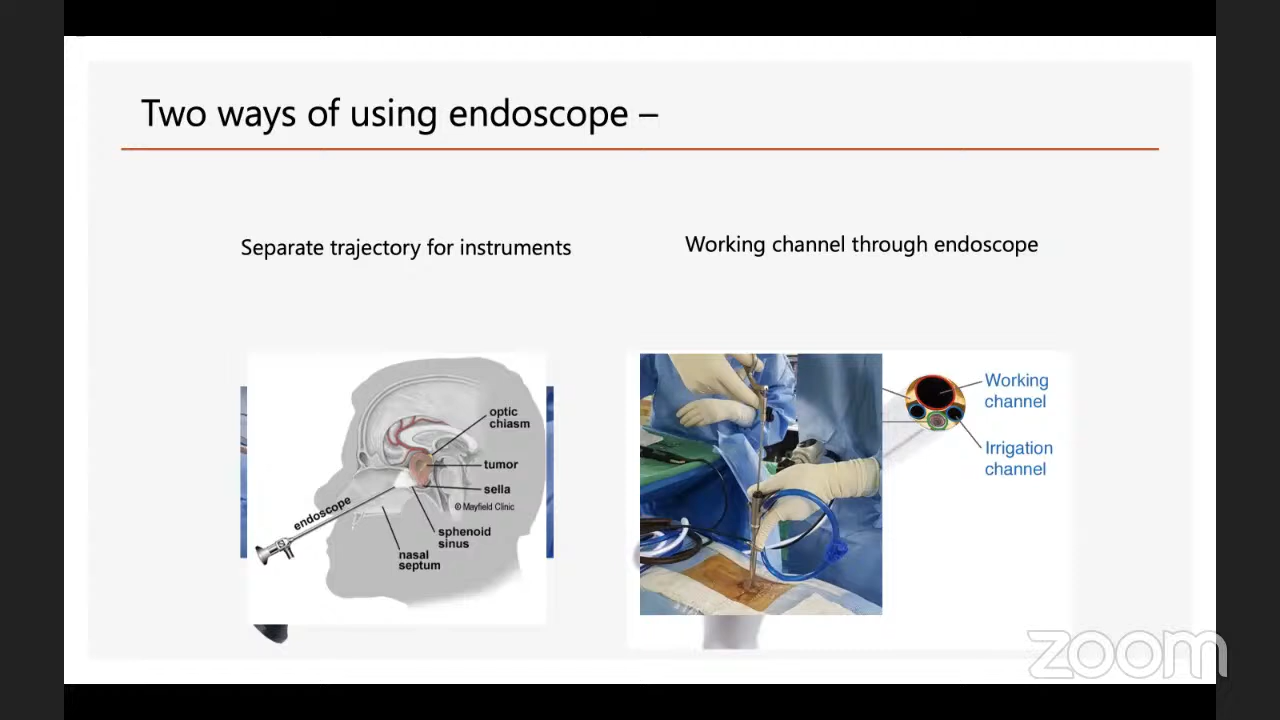 Two ways of using endoscope –
Separate trajectory for instruments
Working channel through endoscope
optic
chiasm
tumor
sella
© Mayfield Clinic
endoscope
sphenoid
sinus
nasal
septum
Working
channel
Irrigation
channel
zoom